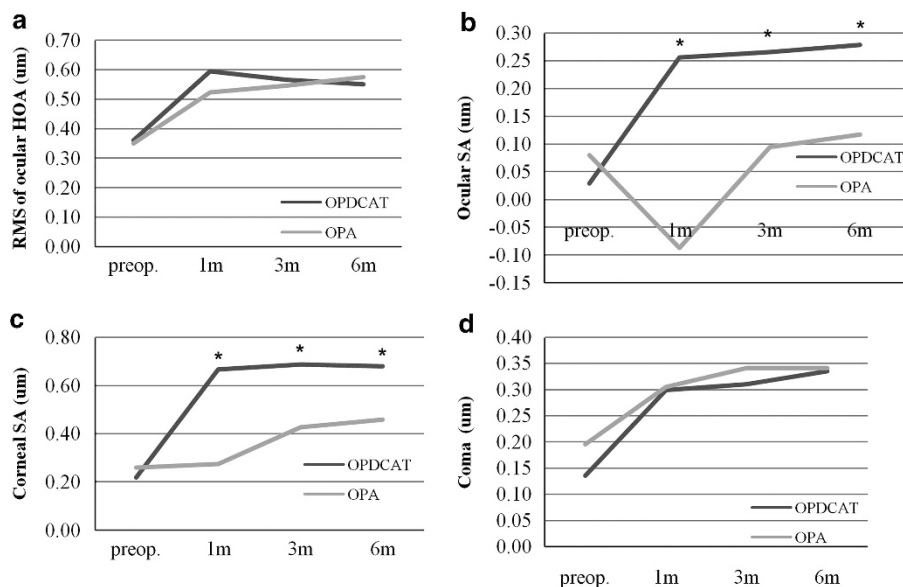 a
RMS of ocular HOA (um)
0.70
0.60
0.50
0.40
0.30
0.20
0.10
0.00
OPDCAT
OPA
preop. 1m 3m 6m
b
Ocular SA (um)
0.30
0.25
0.20
0.15
0.10
0.05
0.00
-0.05
-0.10
-0.15
* * *
OPDCAT
OPA
preop. 1m 3m 6m
c
Corneal SA (um)
0.80
0.60
0.40
0.20
0.00
* * *
OPDCAT
OPA
preop. 1m 3m 6m
d
Coma (um)
0.40
0.35
0.30
0.25
0.20
0.15
0.10
0.05
0.00
OPDCAT
OPA
preop. 1m 3m 6m